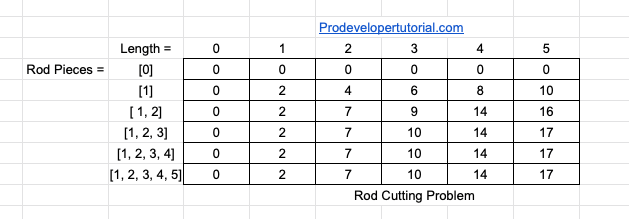 Prodevelopertutorial.com
Length = 0 1 2 3 4 5
Rod Pieces = [0] 0 0 0 0 0 0
[1] 0 2 4 6 8 10
[ 1, 2] 0 2 7 9 14 16
[1, 2, 3] 0 2 7 10 14 17
[1, 2, 3, 4] 0 2 7 10 14 17
[1, 2, 3, 4, 5] 0 2 7 10 14 17
Rod Cutting Problem